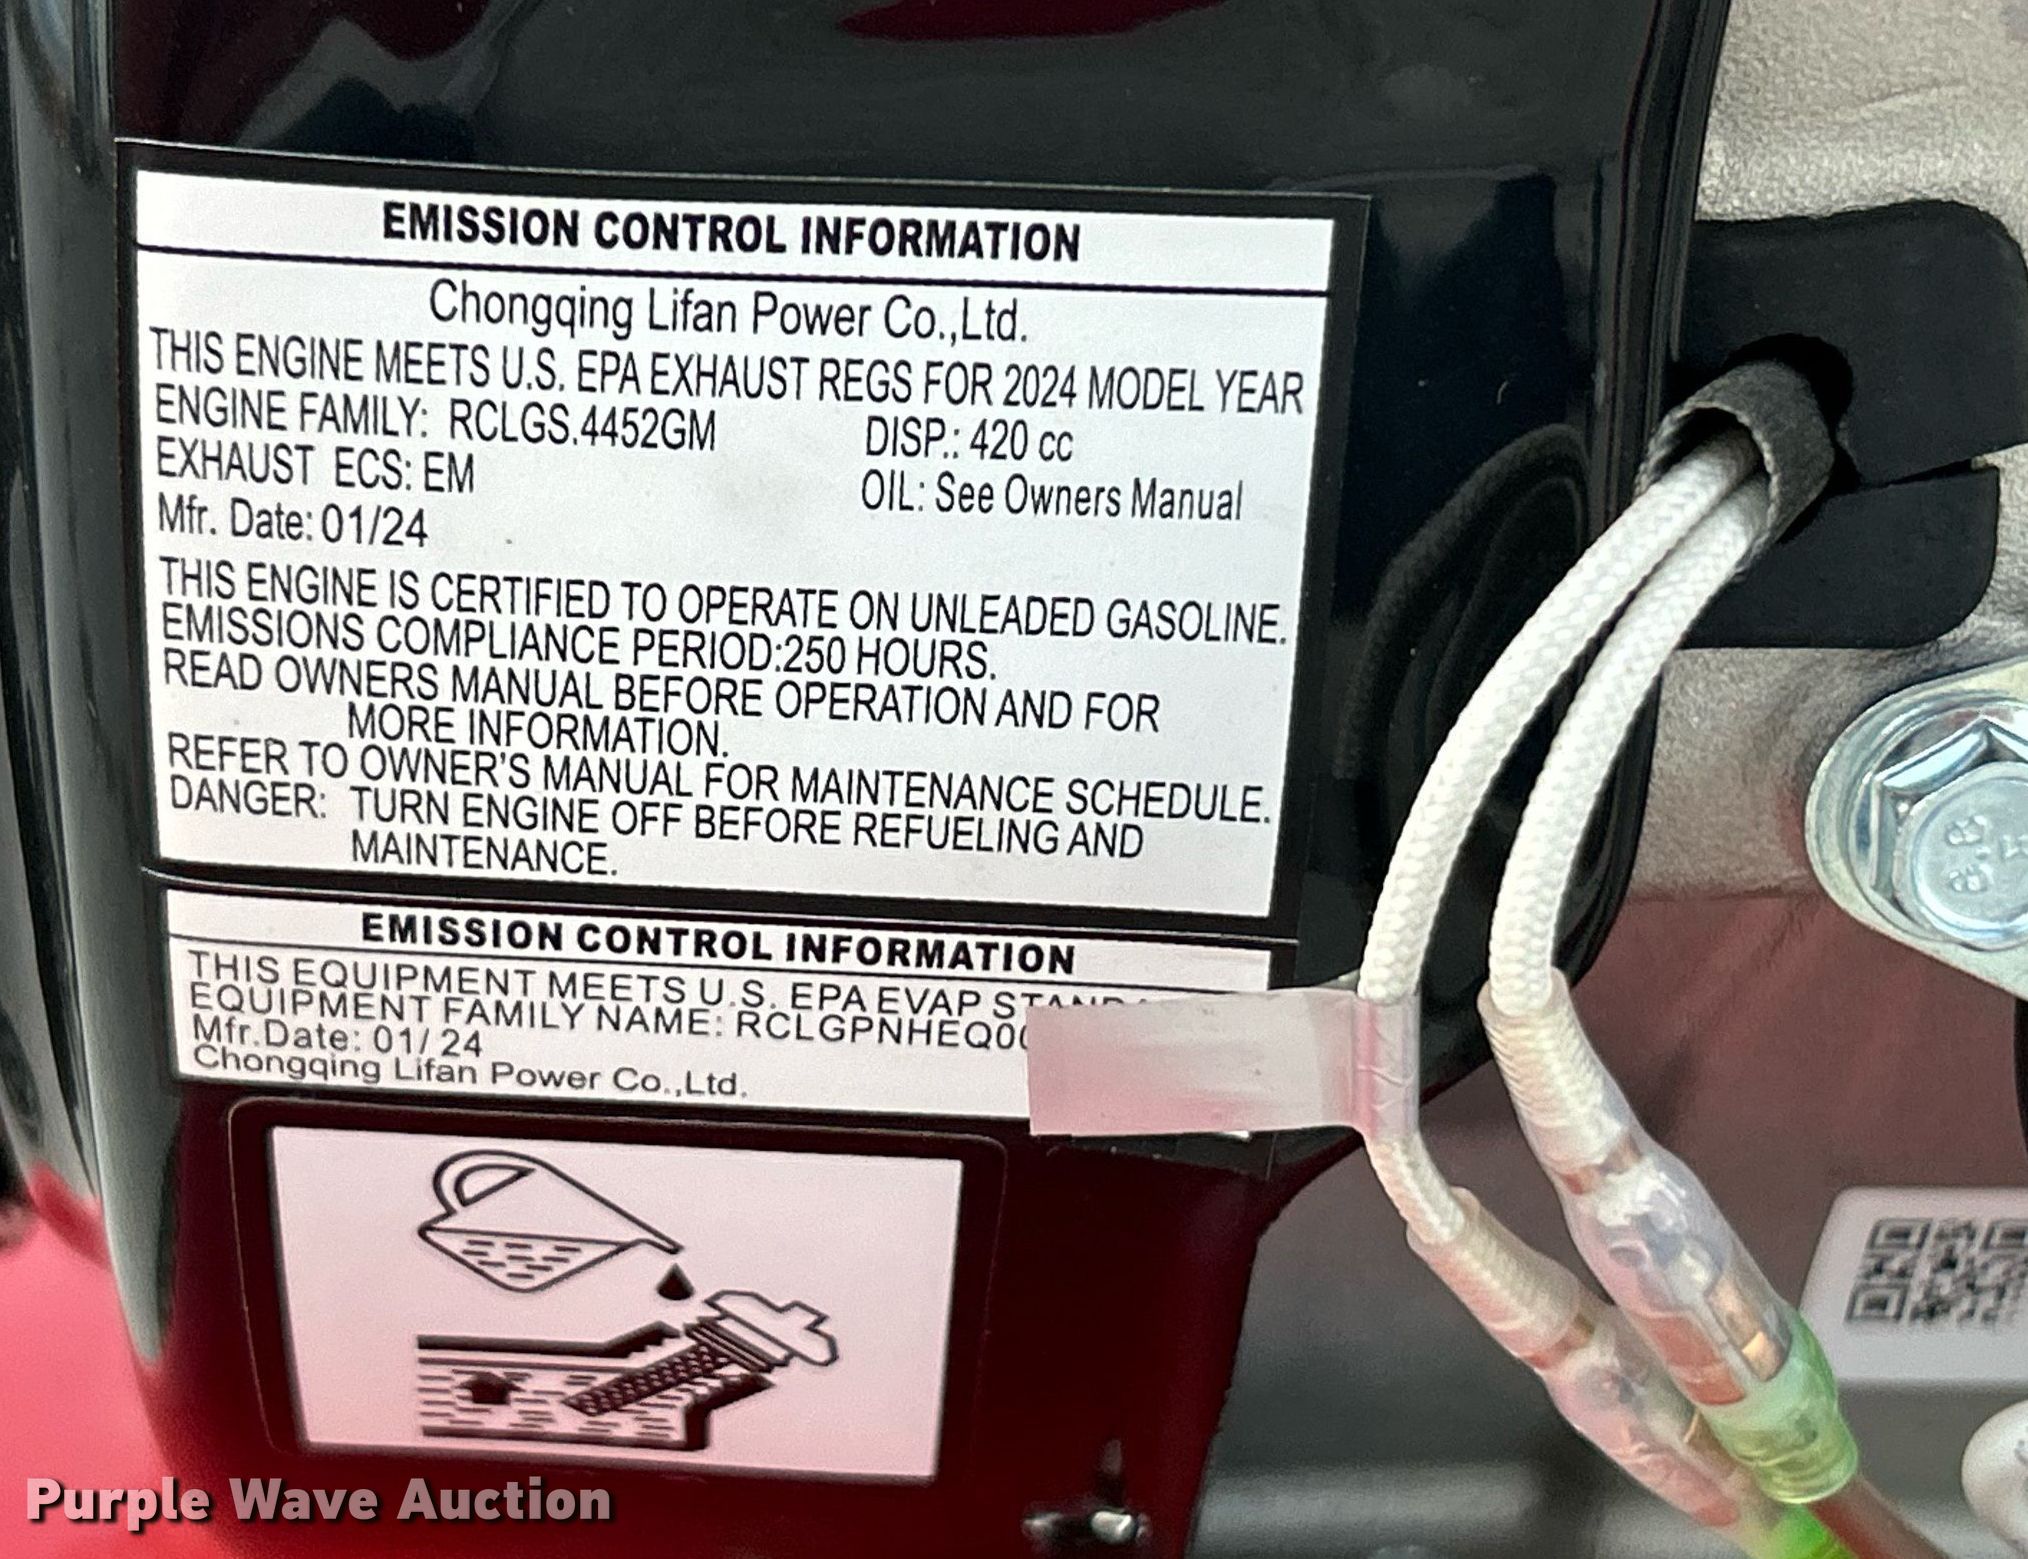 EMISSION CONTROL INFORMATION
Chongqing Lifan Power Co.,Ltd.
THIS ENGINE MEETS U.S. EPA EXHAUST REGS FOR 2024 MODEL YEAR
ENGINE FAMILY: RCLGS.4452GM DISP.: 420 cc
EXHAUST ECS: EM OIL: See Owners Manual
Mfr. Date: 01/24
THIS ENGINE IS CERTIFIED TO OPERATE ON UNLEADED GASOLINE.
EMISSIONS COMPLIANCE PERIOD:250 HOURS.
READ OWNERS MANUAL BEFORE OPERATION AND FOR
MORE INFORMATION.
REFER TO OWNER'S MANUAL FOR MAINTENANCE SCHEDULE.
DANGER: TURN ENGINE OFF BEFORE REFUELING AND
MAINTENANCE.
EMISSION CONTROL INFORMATION
THIS EQUIPMENT MEETS U.S. EPA EVAP
EQUIPMENT FAMILY NAME:
Mfr.Date: 01/ 24
Chongqing Lifan Power Co.,Ltd.
8.8
Purple Wave Auction